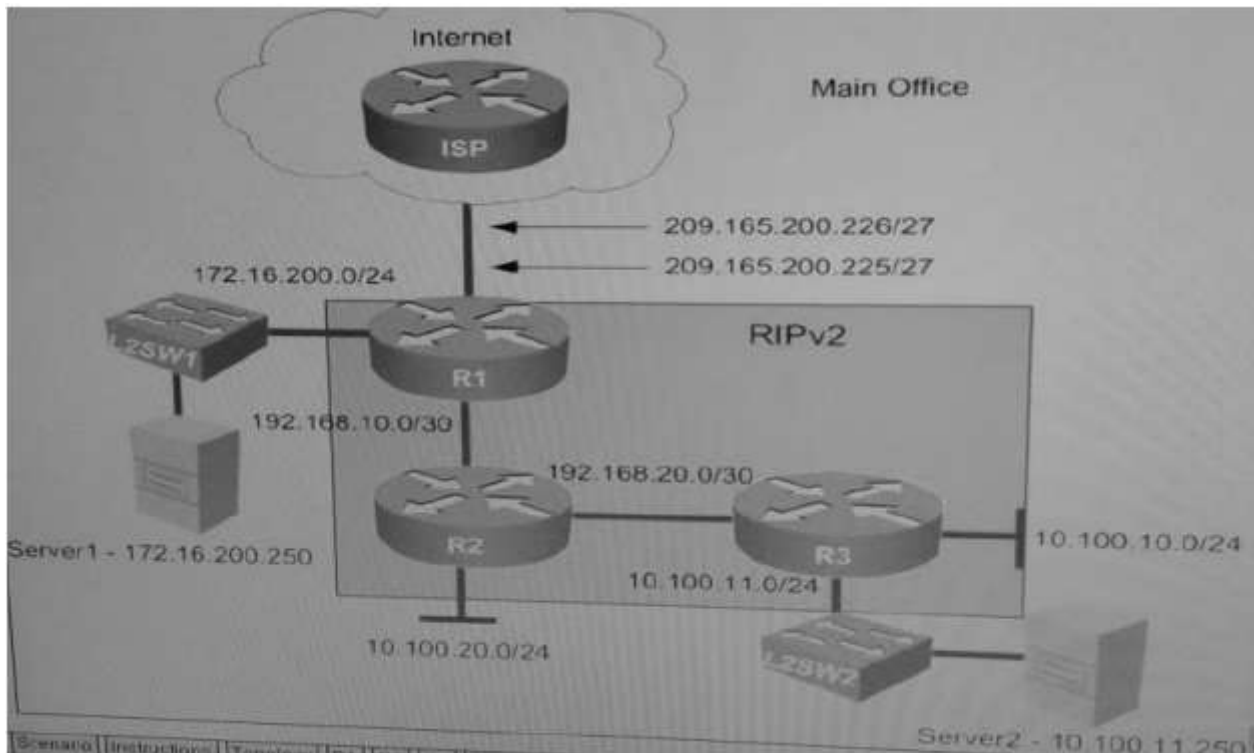 Internet
Main Office
ISP
209.165.200.226/27
172.16.200.0/24
209.165.200.225/27
RIPv2
L2SW1
R1
192.168.10.0/30
192.168.20.0/30
Server1 - 172.16.200.250
R2
R3
10.100.10.0/24
10.100.11.0/24
10.100.20.0/24
L2SW2
Server2 - 10.100.11.250
Scenario Instructions Topology